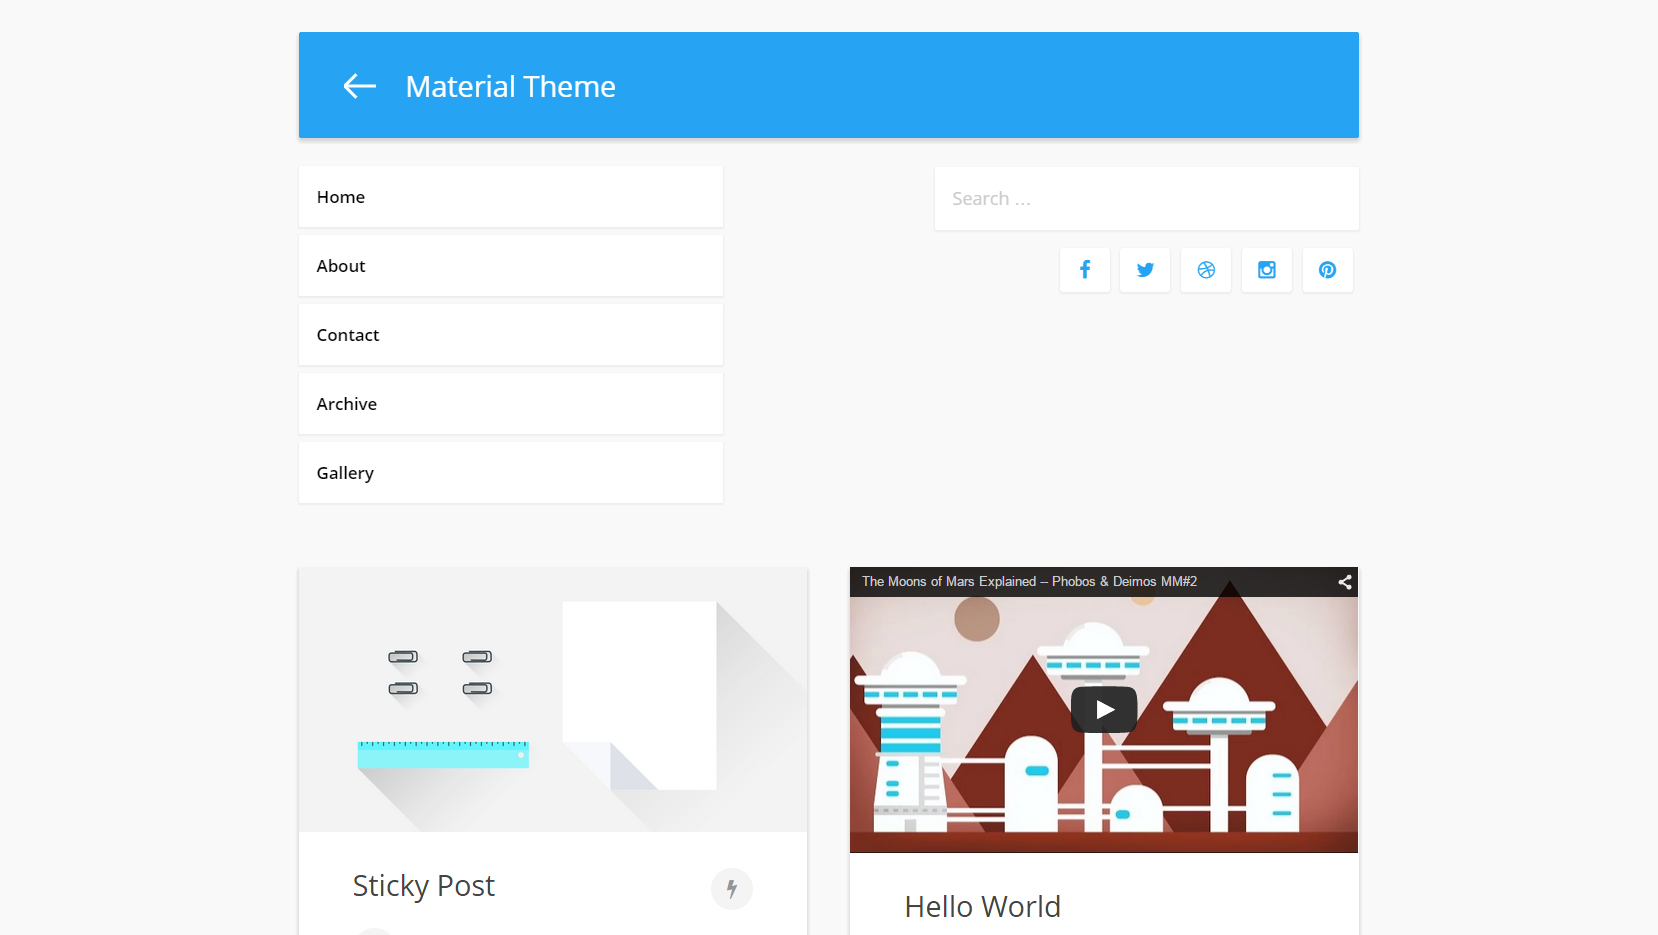 Material Theme
Home
About
Contact
Archive
Gallery
Search ...
The Moons of Mars Explained – Phobos & Deimos MM#2
Sticky Post
Hello World